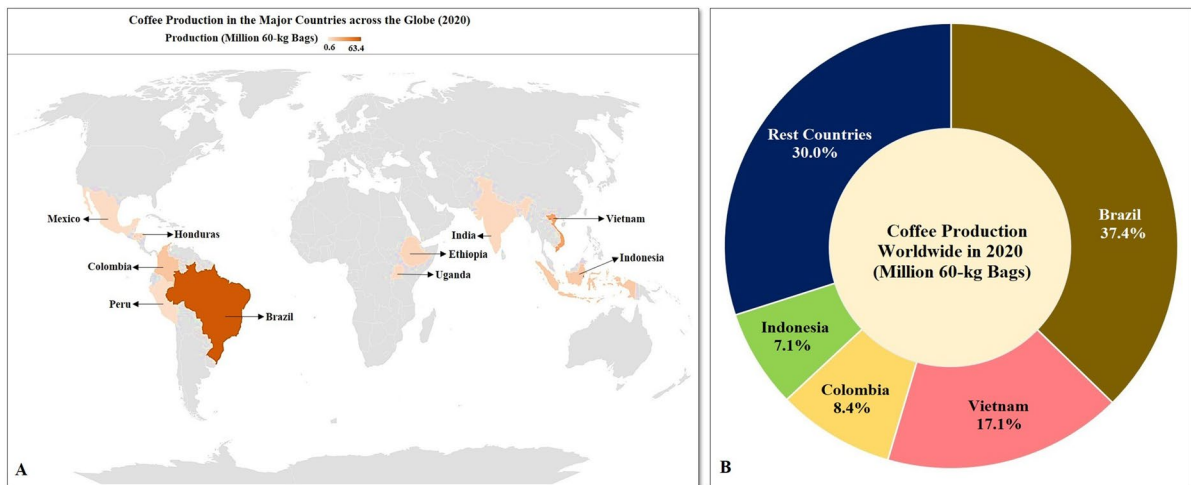 Coffee Production in the Major Countries across the Globe (2020)
Production (Million 60-kg Bags)
0.6 63.4
Mexico
Honduras
Colombia
Peru
Brazil
India
Ethiopia
Uganda
Vietnam
Indonesia
A
Rest Countries
30.0%
Brazil
37.4%
Coffee Production
Worldwide in 2020
(Million 60-kg Bags)
Indonesia
7.1%
Colombia
8.4%
Vietnam
17.1%
B